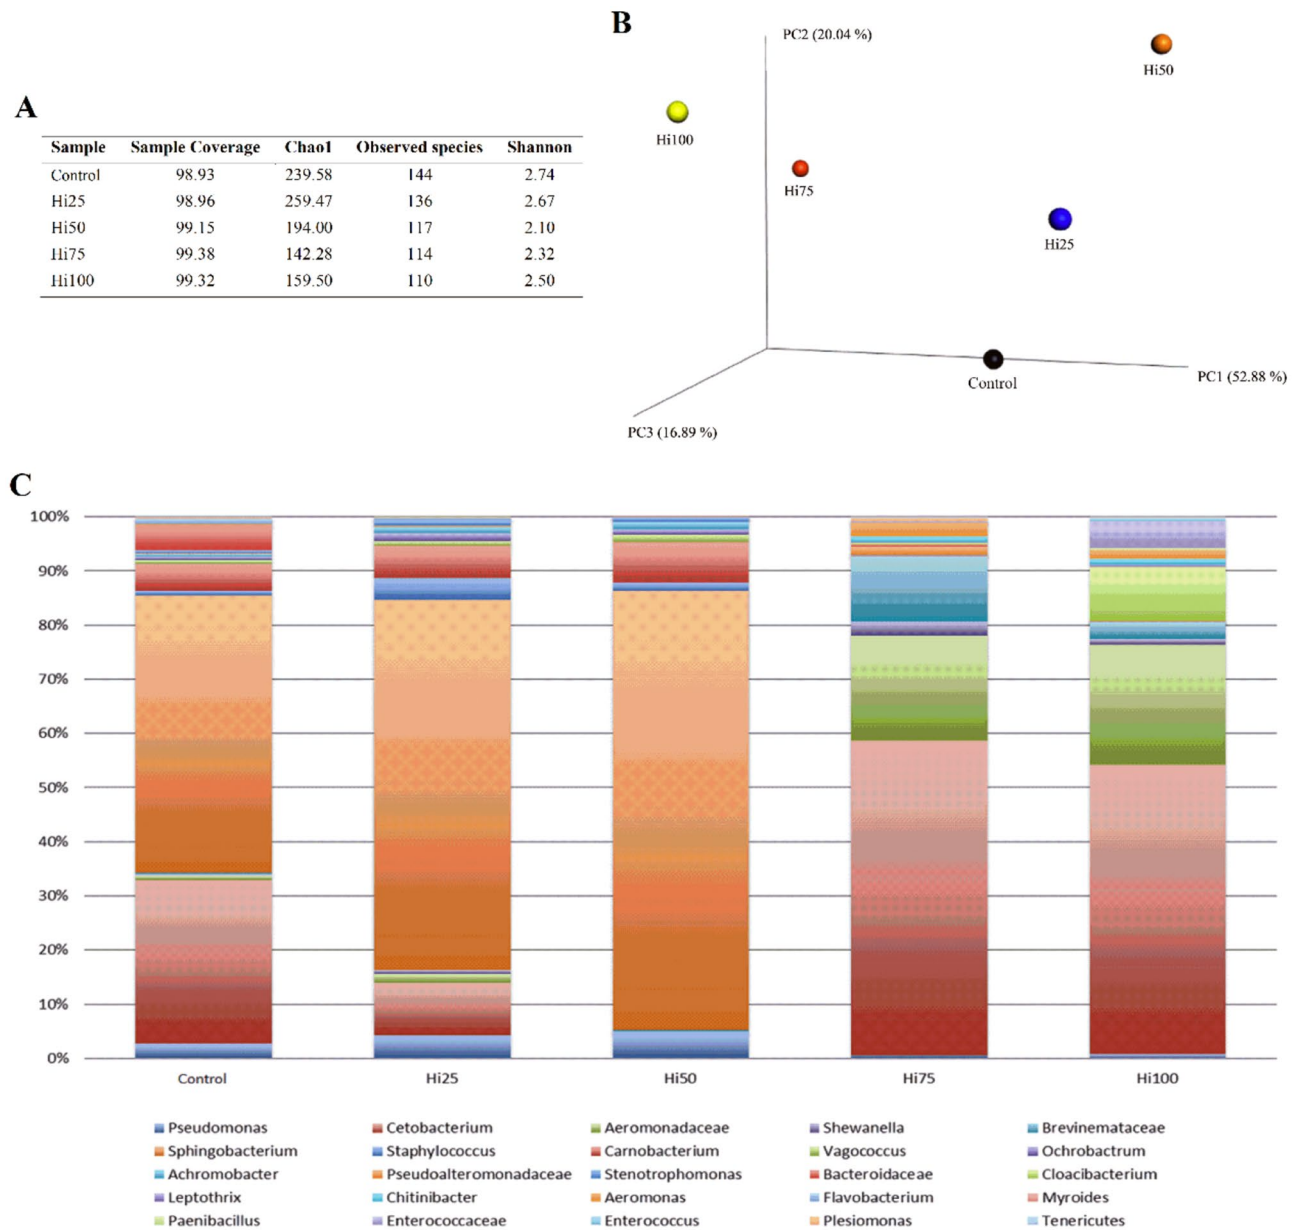 A
Sample Sample Coverage Chao1 Observed species Shannon
Control 98.93 239.58 144 2.74
Hi25 98.96 259.47 136 2.67
Hi50 99.15 194.00 117 2.10
Hi75 99.38 142.28 114 2.32
Hi100 99.32 159.50 110 2.50
B
PC2 (20.04 %)
Hi50
Hi100
Hi75
Hi25
Control
PC1 (52.88 %)
PC3 (16.89 %)
C
100%
90%
80%
70%
60%
50%
40%
30%
20%
10%
0%
Control Hi25 Hi50 Hi75 Hi100
Pseudomonas Cetobacterium Aeromonadaceae Shewanella Brevinemataceae
Sphingobacterium Staphylococcus Carnobacterium Vagococcus Ochrobactrum
Achromobacter Pseudoalteromonadaceae Stenotrophomonas Bacteroidaceae Cloacibacterium
Leptothrix Chitinibacter Aeromonas Flavobacterium Myroides
Paenibacillus Enterococcaceae Enterococcus Plesiomonas Tenericutes